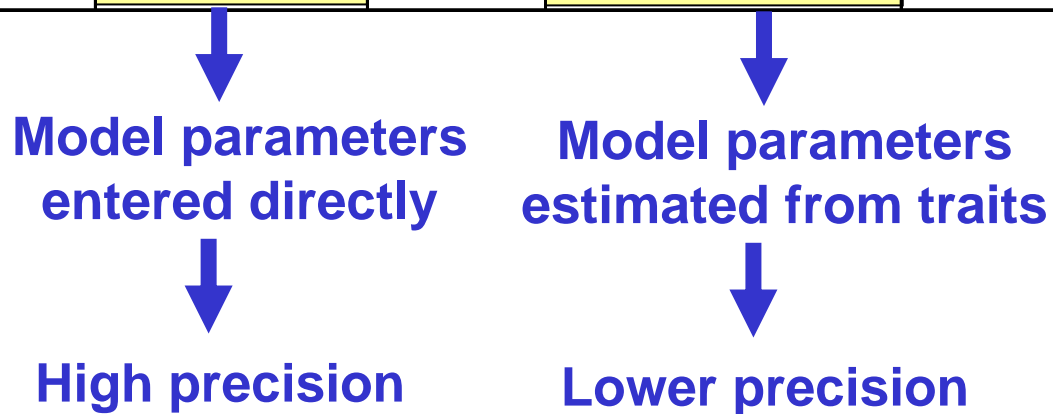 Model parameters
entered directly
High precision
Model parameters
estimated from traits
Lower precision